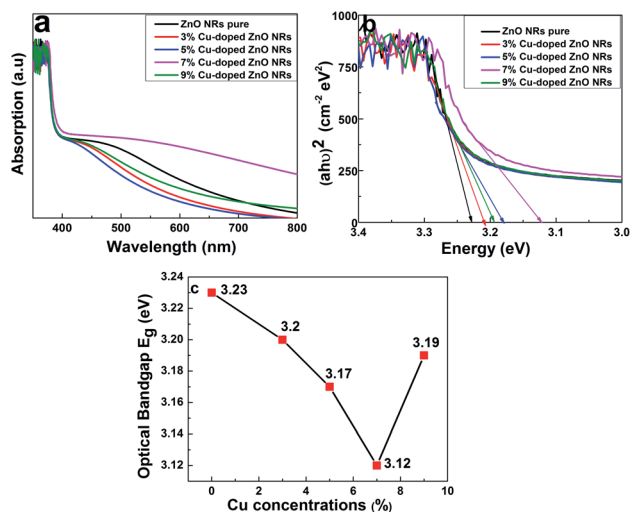 a
ZnO NRs pure
3% Cu-doped ZnO NRs
5% Cu-doped ZnO NRs
7% Cu-doped ZnO NRs
9% Cu-doped ZnO NRs
Absorption (a.u)
400 500 600 700 800
Wavelength (nm)
b
ZnO NRs pure
3% Cu-doped ZnO NRs
5% Cu-doped ZnO NRs
7% Cu-doped ZnO NRs
9% Cu-doped ZnO NRs
(ahυ)² (cm⁻² eV²)
1000
750
500
250
0
3.4 3.3 3.2 3.1 3.0
Energy (eV)
c
3.23
3.2
3.17
3.12
3.19
Optical Bandgap Eg (eV)
3.24
3.22
3.20
3.18
3.16
3.14
3.12
0 2 4 6 8 10
Cu concentrations (%)